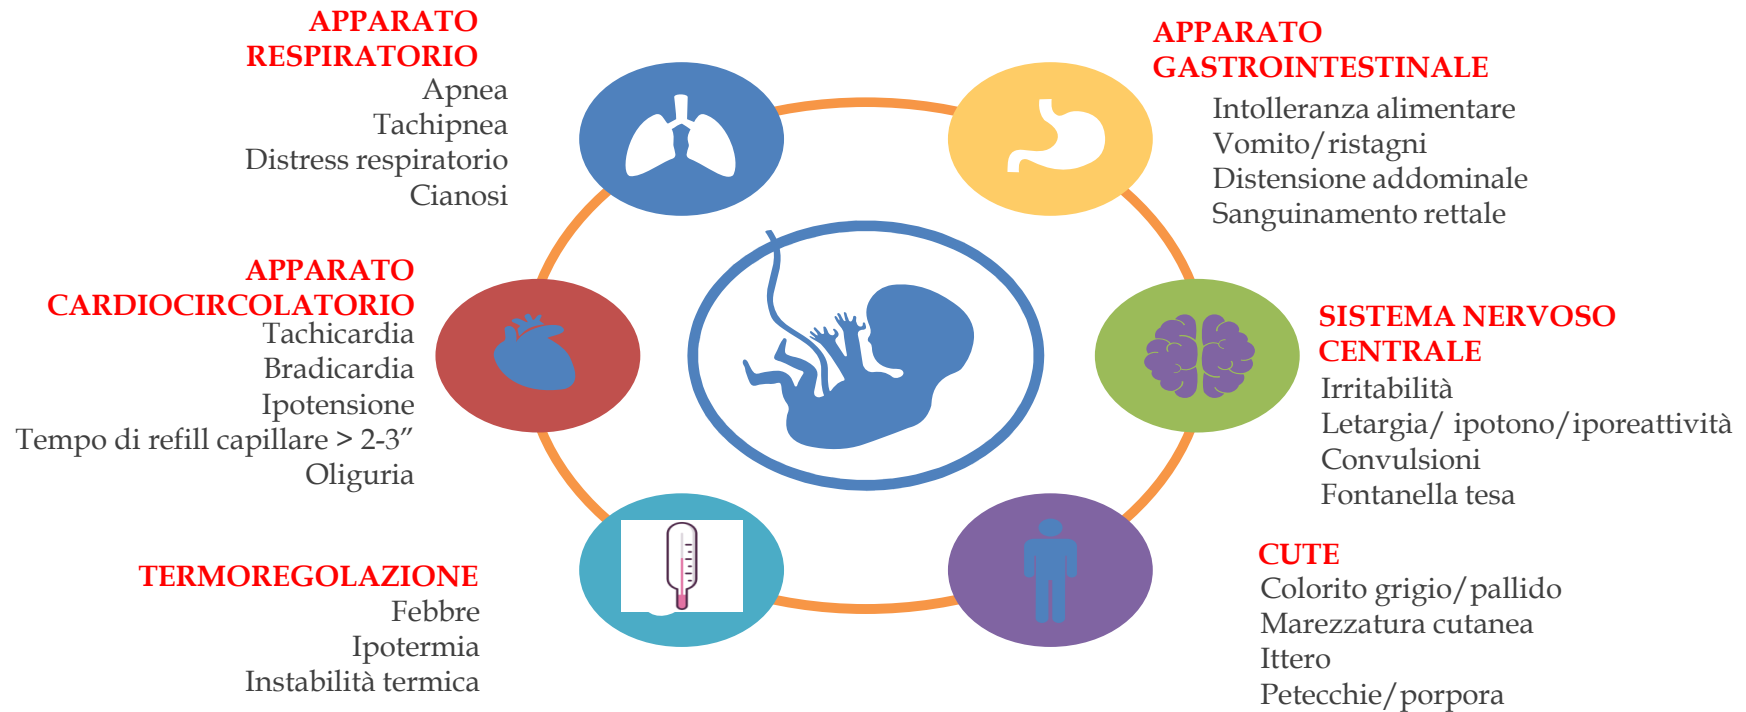 APPARATO
RESPIRATORIO
Apnea
Tachipnea
Distress respiratorio
Cianosi
APPARATO
GASTROINTESTINALE
Intolleranza alimentare
Vomito/ristagni
Distensione addominale
Sanguinamento rettale
APPARATO
CARDIOCIRCOLATORIO
Tachicardia
Bradicardia
Ipotensione
Tempo di refill capillare > 2-3”
Oliguria
SISTEMA NERVOSO
CENTRALE
Irritabilità
Letargia/ ipotono/iporeattività
Convulsioni
Fontanella tesa
TERMOREGOLAZIONE
Febbre
Ipotermia
Instabilità termica
CUTE
Colorito grigio/pallido
Marezzatura cutanea
Ittero
Petecchie/porpora